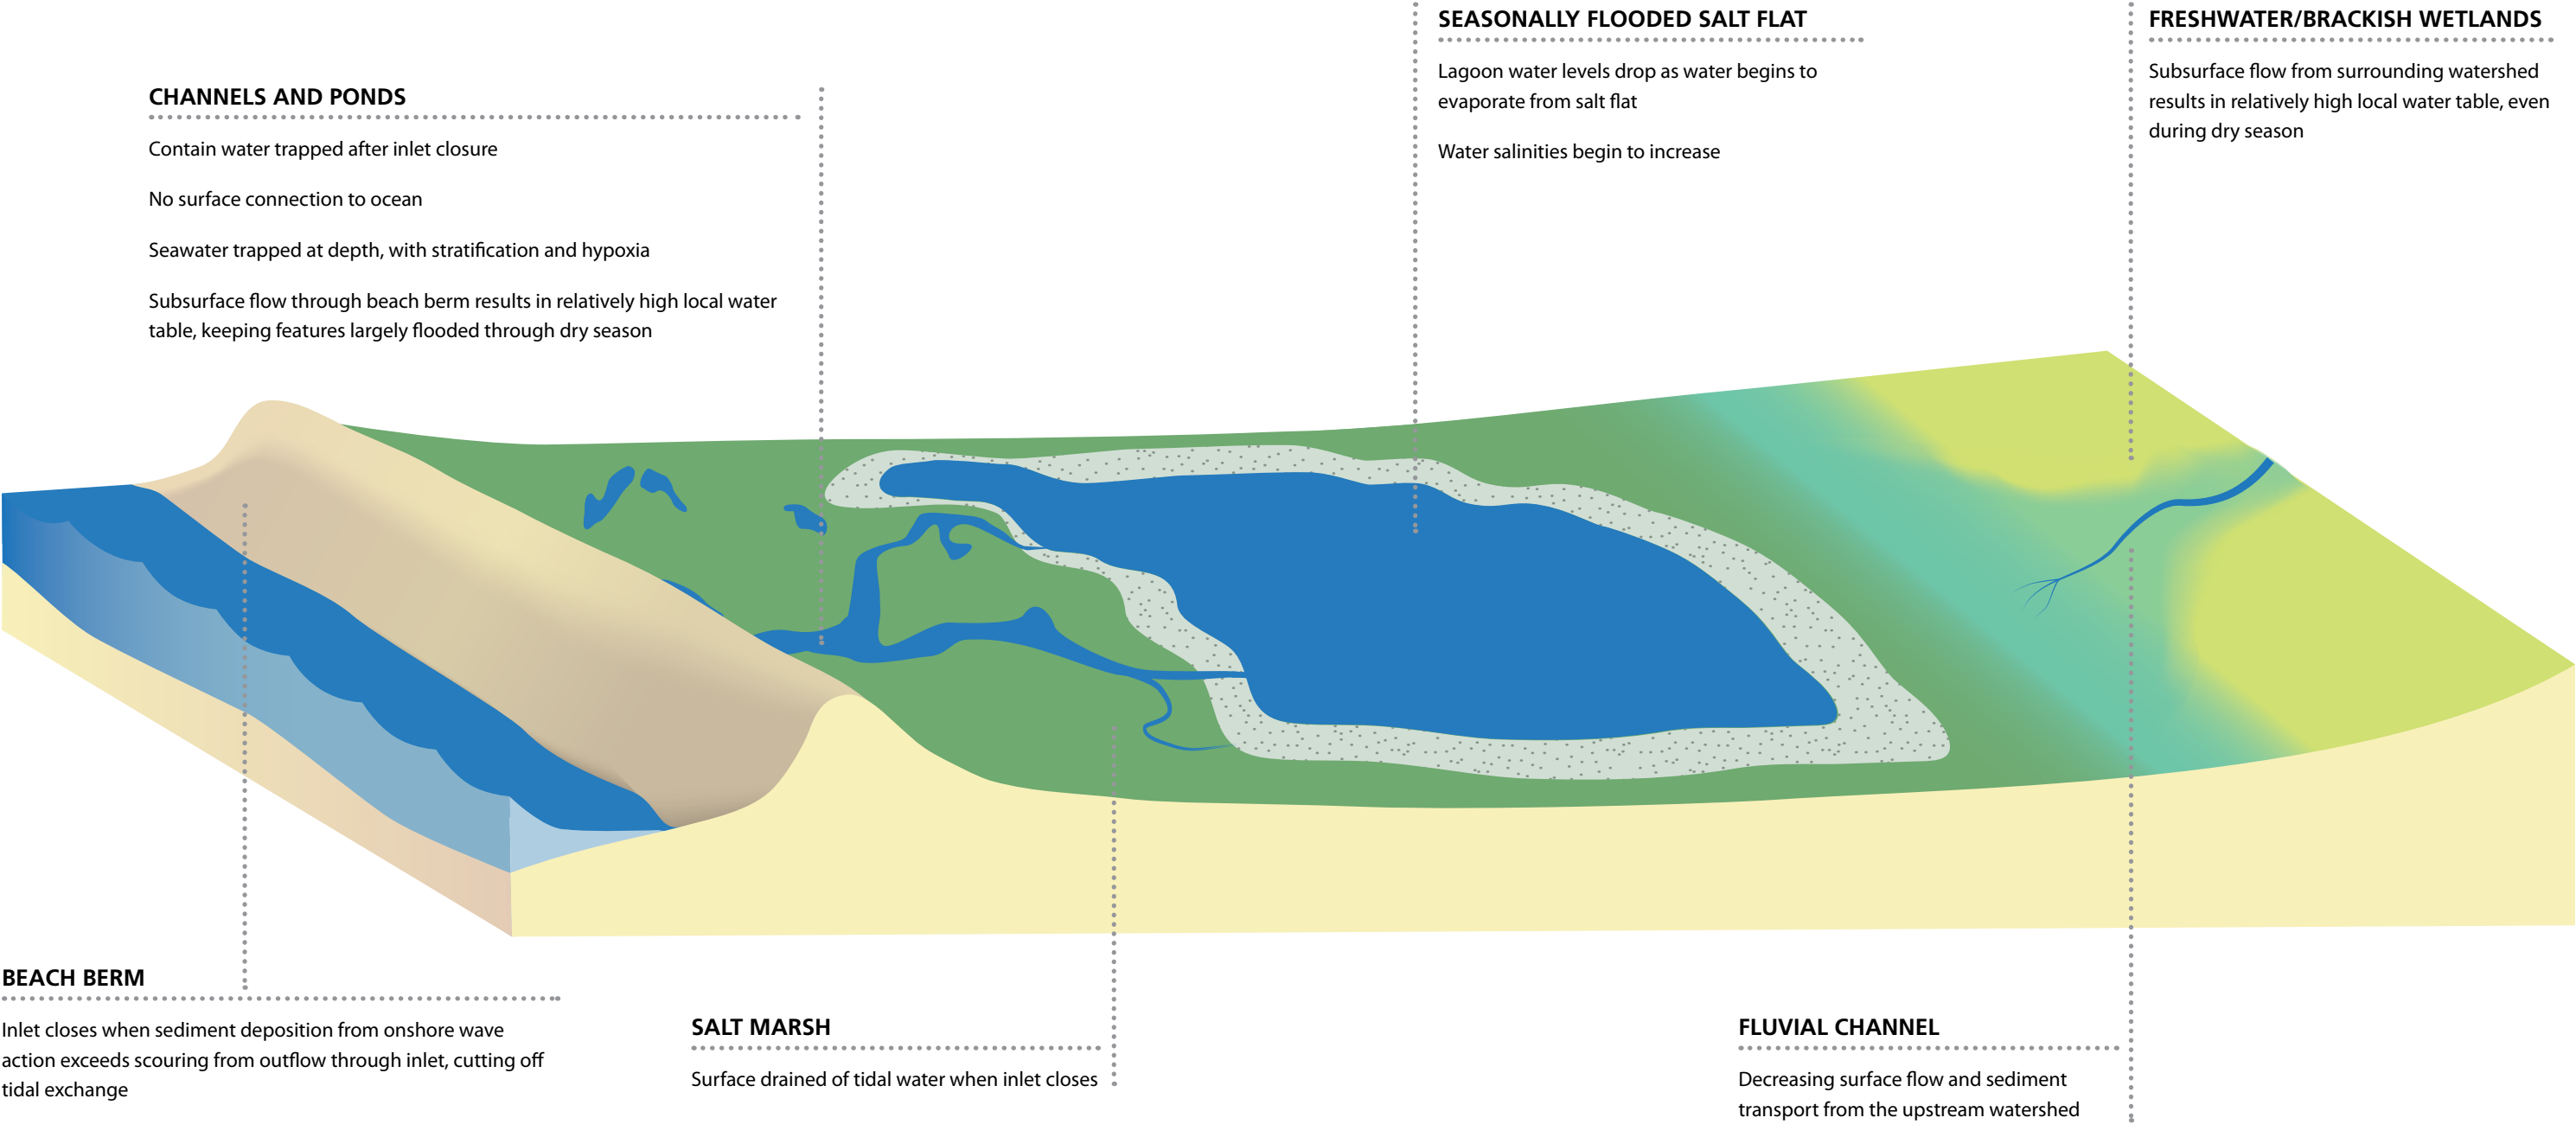 CHANNELS AND PONDS
Contain water trapped after inlet closure
No surface connection to ocean
Seawater trapped at depth, with stratification and hypoxia
Subsurface flow through beach berm results in relatively high local water
table, keeping features largely flooded through dry season
SEASONALLY FLOODED SALT FLAT
Lagoon water levels drop as water begins to
evaporate from salt flat
Water salinities begin to increase
FRESHWATER/BRACKISH WETLANDS
Subsurface flow from surrounding watershed
results in relatively high local water table, even
during dry season
BEACH BERM
Inlet closes when sediment deposition from onshore wave
action exceeds scouring from outflow through inlet, cutting off
tidal exchange
SALT MARSH
Surface drained of tidal water when inlet closes
FLUVIAL CHANNEL
Decreasing surface flow and sediment
transport from the upstream watershed